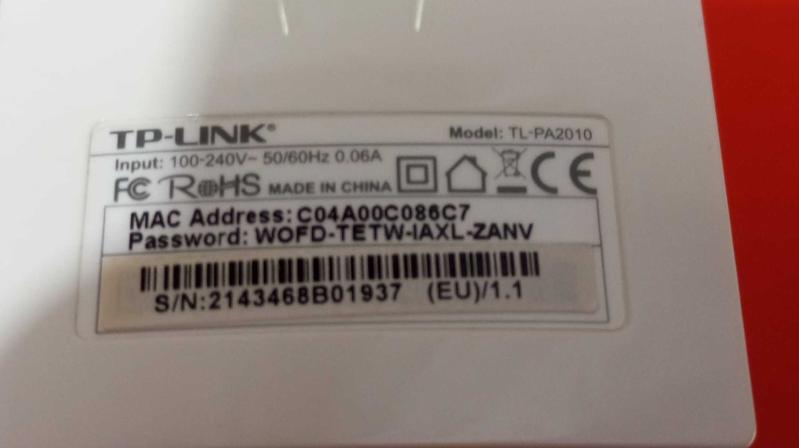 TP-LINK® Model: TL-PA2010
Input: 100-240V~ 50/60Hz 0.06A
FC RoHS MADE IN CHINA CE
MAC Address: C04A00C086C7
Password: WOFD-TETW-IAXL-ZANV
S/N:2143468B01937 (EU)/1.1